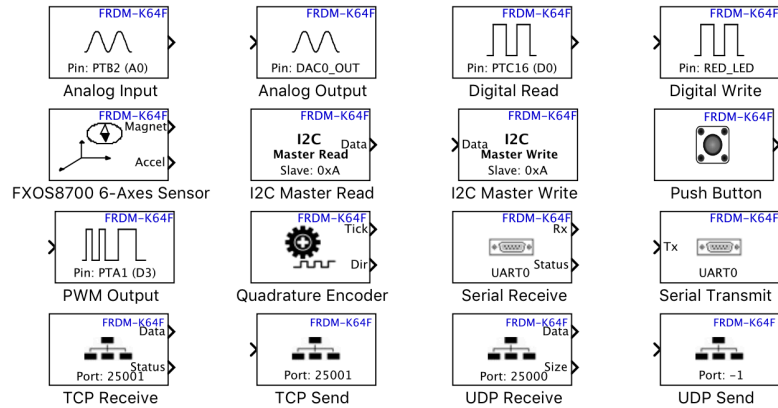 FRDM-K64F
Pin: PTB2 (A0)
Analog Input
FRDM-K64F
Pin: DAC0_OUT
Analog Output
FRDM-K64F
Pin: PTC16 (D0)
Digital Read
FRDM-K64F
Pin: RED_LED
Digital Write
FRDM-K64F
Magnet
Accel
FXOS8700 6-Axes Sensor
FRDM-K64F
I2C
Data
Master Read
Slave: 0xA
I2C Master Read
FRDM-K64F
I2C
Data
Master Write
Slave: 0xA
I2C Master Write
FRDM-K64F
Push Button
FRDM-K64F
Pin: PTA1 (D3)
PWM Output
FRDM-K64F
Tick
Dir
Quadrature Encoder
FRDM-K64F
Rx
Status
UART0
Serial Receive
FRDM-K64F
Tx
UART0
Serial Transmit
FRDM-K64F
Data
Status
Port: 25001
TCP Receive
FRDM-K64F
Port: 25001
TCP Send
FRDM-K64F
Data
Size
Port: 25000
UDP Receive
FRDM-K64F
Port: -1
UDP Send